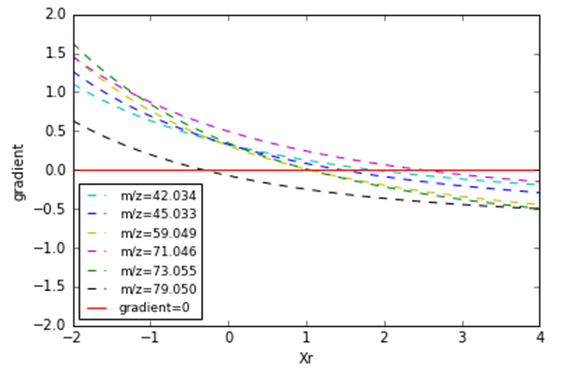 2.0
1.5
1.0
0.5
0.0
−0.5
−1.0
−1.5
−2.0
gradient
m/z=42.034
m/z=45.033
m/z=59.049
m/z=71.046
m/z=73.055
m/z=79.050
gradient=0
−2 −1 0 1 2 3 4
Xr